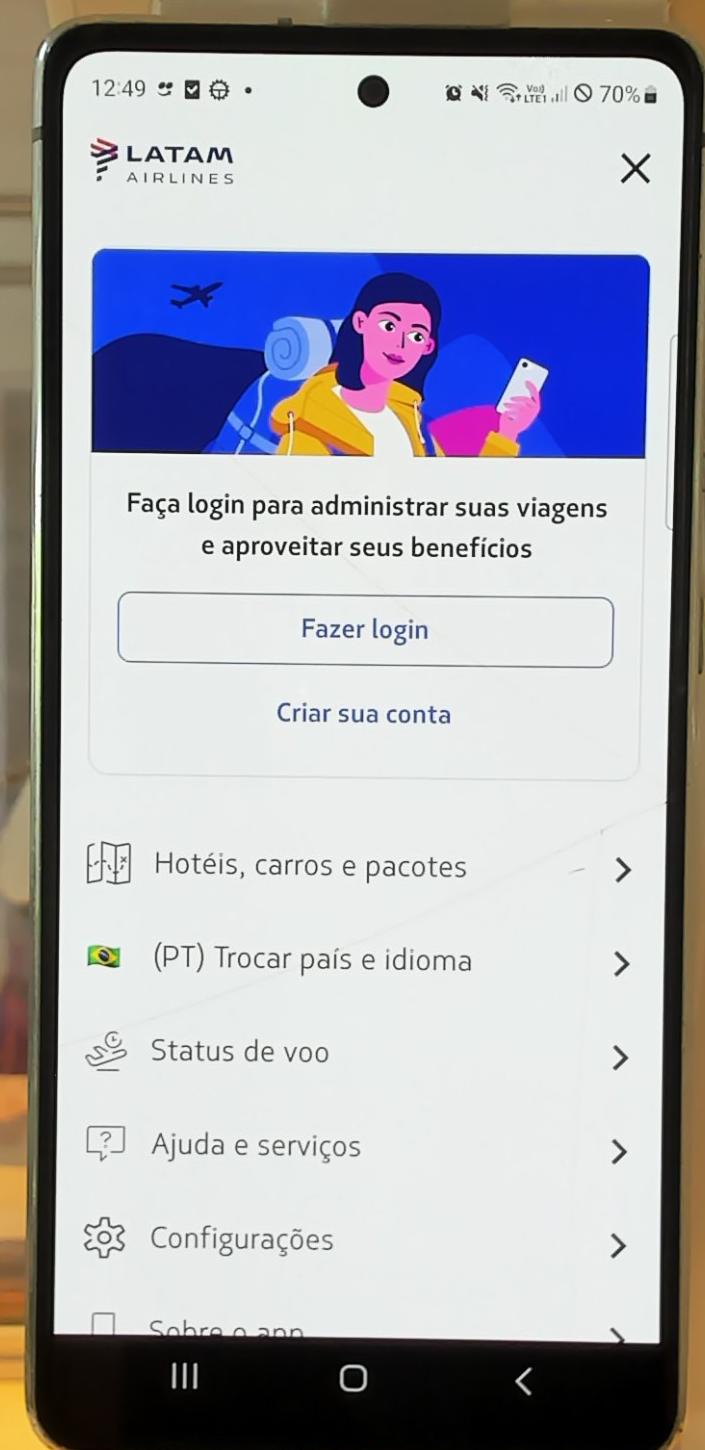 12:49 70%
LATAM
AIRLINES
Faça login para administrar suas viagens
e aproveitar seus benefícios
Fazer login
Criar sua conta
Hotéis, carros e pacotes
(PT) Trocar país e idioma
Status de voo
Ajuda e serviços
Configurações
Sobre o app